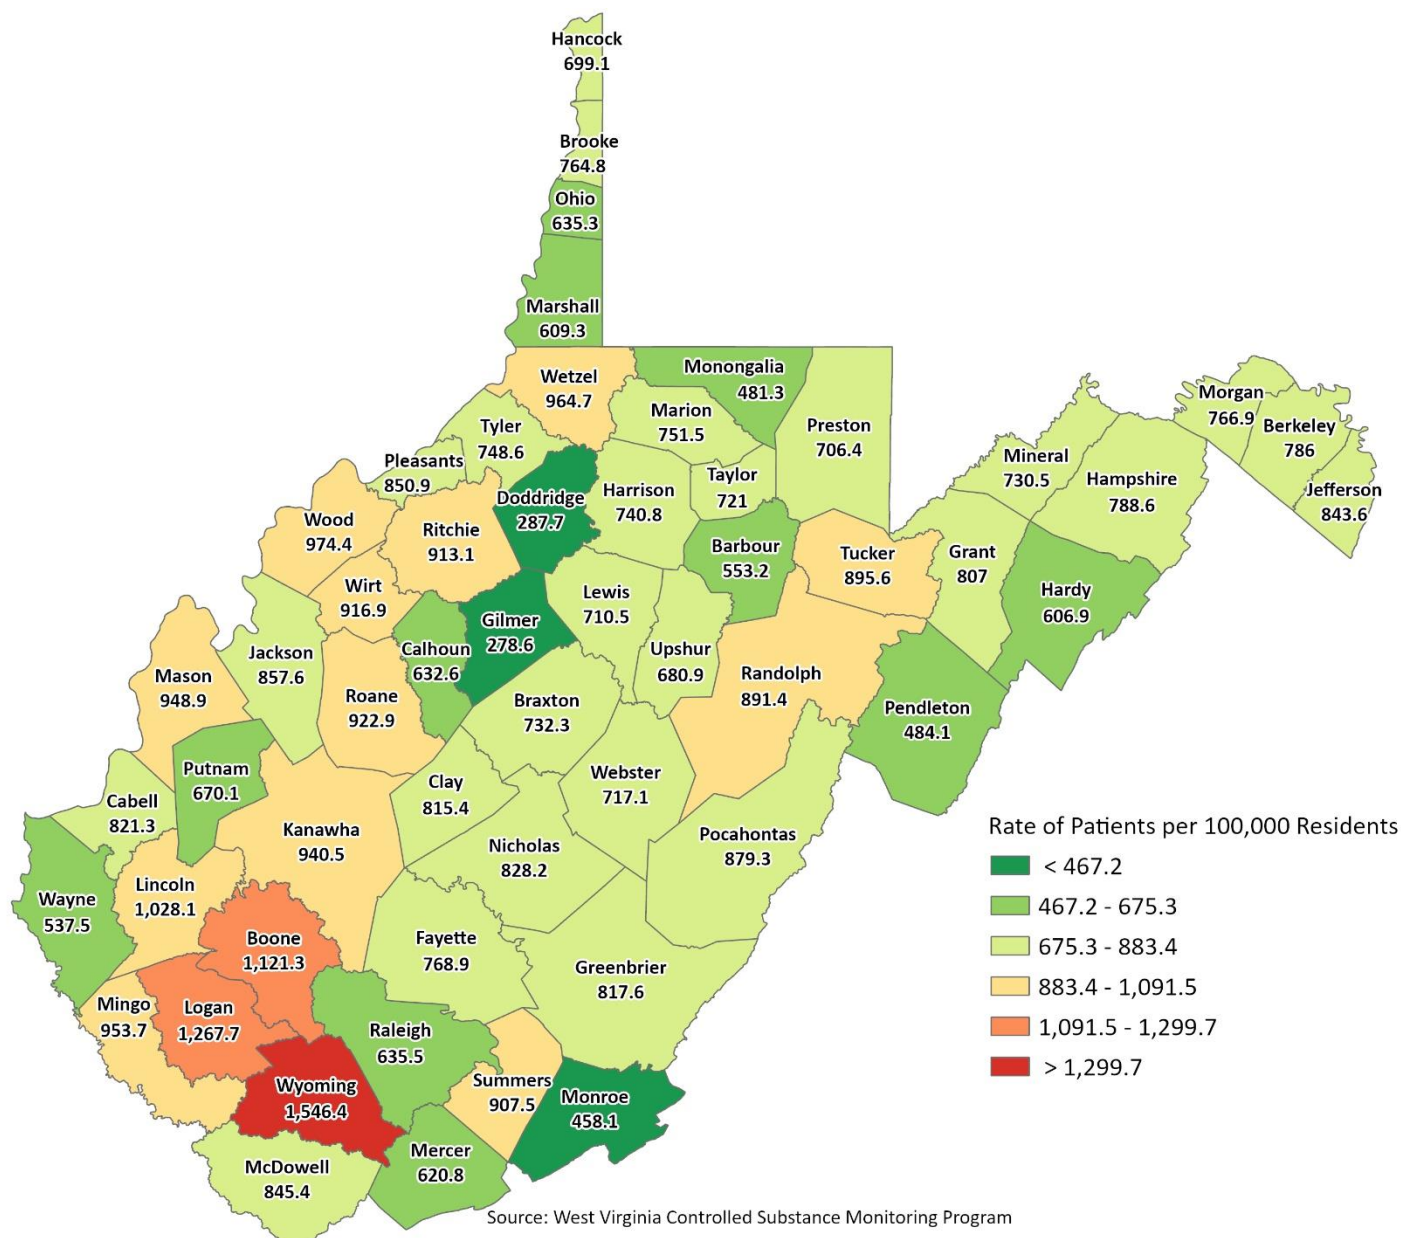 Hancock
699.1
Brooke
764.8
Ohio
635.3
Marshall
609.3
Wetzel
964.7
Monongalia
481.3
Marion
751.5
Preston
706.4
Tyler
748.6
Pleasants
850.9
Doddridge
287.7
Harrison
740.8
Taylor
721
Morgan
766.9
Berkeley
786
Jefferson
843.6
Mineral
730.5
Hampshire
788.6
Wood
974.4
Ritchie
913.1
Barbour
553.2
Tucker
895.6
Grant
807
Hardy
606.9
Wirt
916.9
Gilmer
278.6
Lewis
710.5
Calhoun
632.6
Upshur
680.9
Jackson
857.6
Mason
948.9
Roane
922.9
Braxton
732.3
Randolph
891.4
Pendleton
484.1
Putnam
670.1
Cabell
821.3
Clay
815.4
Webster
717.1
Kanawha
940.5
Nicholas
828.2
Pocahontas
879.3
Wayne
537.5
Lincoln
1,028.1
Boone
1,121.3
Fayette
768.9
Greenbrier
817.6
Mingo
953.7
Logan
1,267.7
Raleigh
635.5
Wyoming
1,546.4
Summers
907.5
Monroe
458.1
McDowell
845.4
Mercer
620.8
Rate of Patients per 100,000 Residents
< 467.2
467.2 - 675.3
675.3 - 883.4
883.4 - 1,091.5
1,091.5 - 1,299.7
> 1,299.7
Source: West Virginia Controlled Substance Monitoring Program